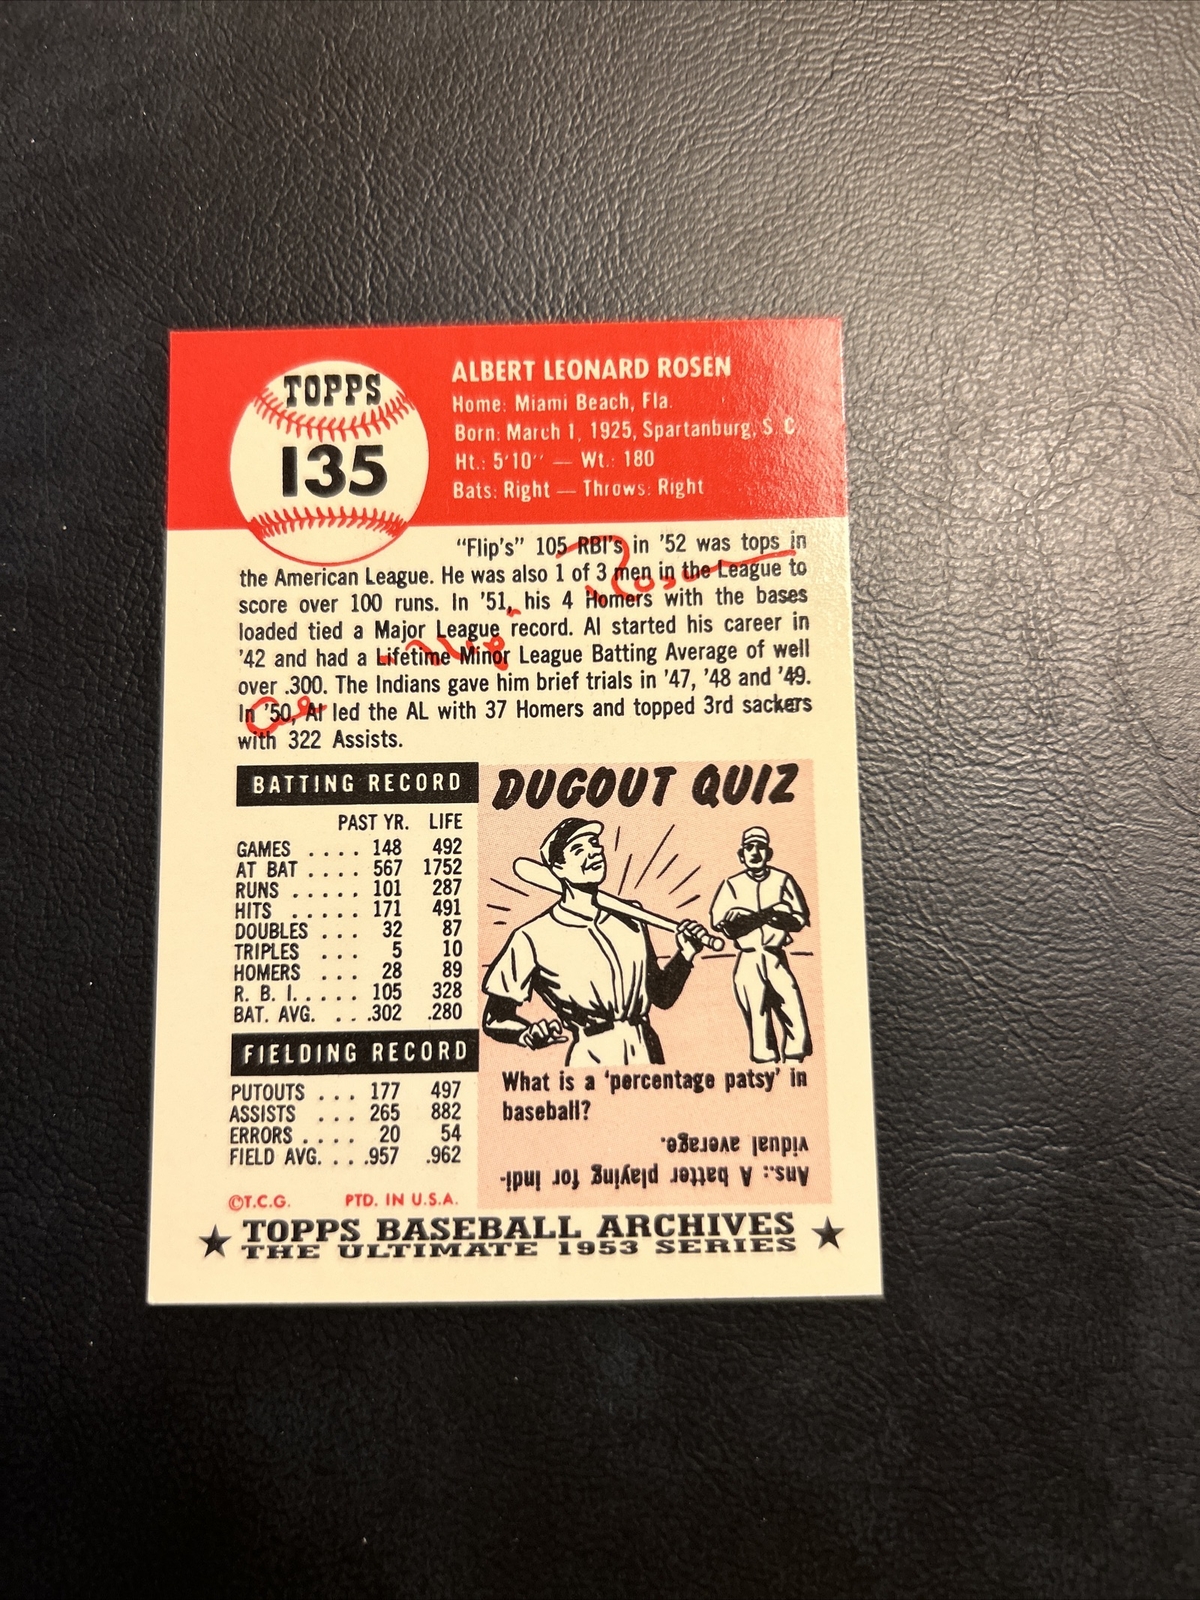 TOPPS
135
ALBERT LEONARD ROSEN
Home: Miami Beach, Fla.
Born: March 1, 1925, Spartanburg, S. C.
Ht.: 5'10" — Wt.: 180
Bats: Right — Throws: Right
"Flip's" 105 RBI's in '52 was tops in
the American League. He was also 1 of 3 men in the League to
score over 100 runs. In '51, his 4 Homers with the bases
loaded tied a Major League record. Al started his career in
'42 and had a Lifetime Minor League Batting Average of well
over .300. The Indians gave him brief trials in '47, '48 and '49.
In '50, Al led the AL with 37 Homers and topped 3rd sackers
with 322 Assists.
Al "Flip" Rosen
BATTING RECORD
PAST YR. LIFE
GAMES .... 148 492
AT BAT .... 567 1752
RUNS ..... 101 287
HITS ..... 171 491
DOUBLES ... 32 87
TRIPLES ... 5 10
HOMERS ... 28 89
R. B. I. .... 105 328
BAT. AVG. ... .302 .280
FIELDING RECORD
PUTOUTS ... 177 497
ASSISTS ... 265 882
ERRORS .... 20 54
FIELD AVG. ... .957 .962
©T.C.G. PTD. IN U.S.A.
DUGOUT QUIZ
What is a 'percentage patsy' in
baseball?
Ans.: A batter playing for indi-
vidual average.
TOPPS BASEBALL ARCHIVES
THE ULTIMATE 1953 SERIES